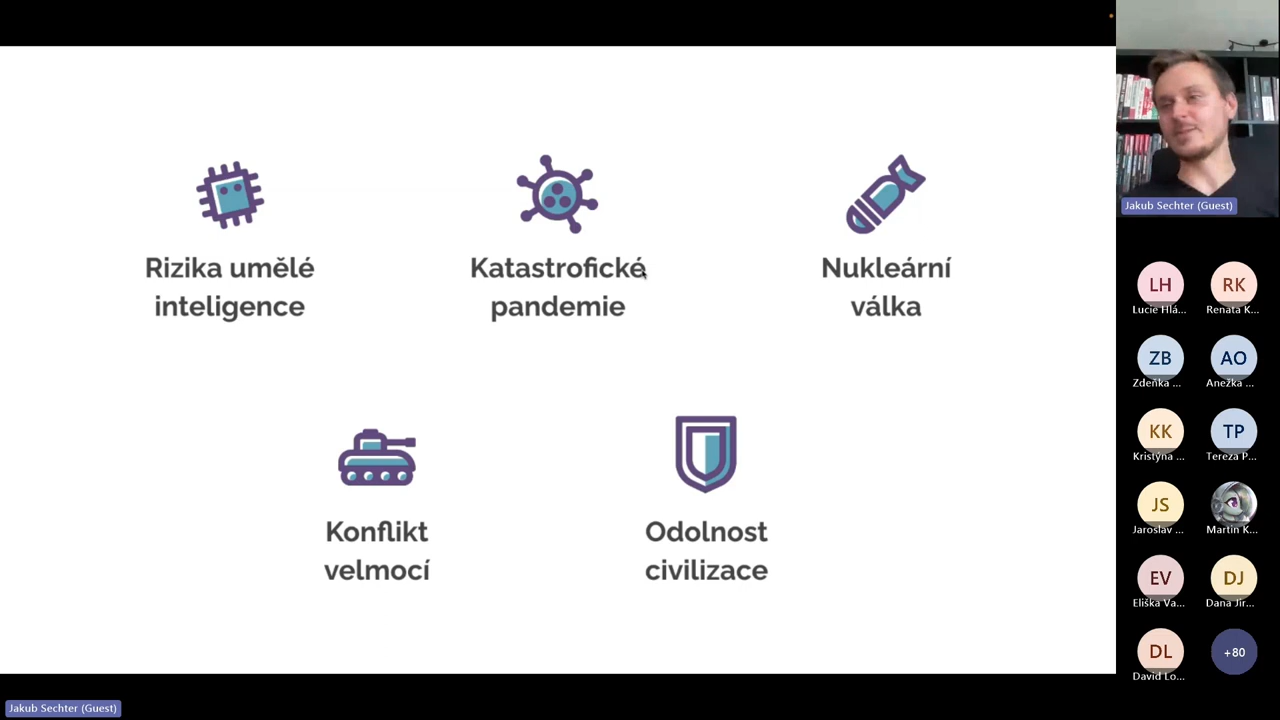 Rizika umělé
inteligence
Katastrofické
pandemie
Nukleární
válka
Konflikt
velmocí
Odolnost
civilizace
Jakub Sechter (Guest)
LH
Lucie Hlá...
RK
Renata K...
ZB
Zdeňka ...
AO
Anežka ...
KK
Kristýna ...
TP
Tereza P...
JS
Jaroslav ...
Martin K...
EV
Eliška Va...
DJ
Dana Jir...
DL
David Lo...
+80
Jakub Sechter (Guest)